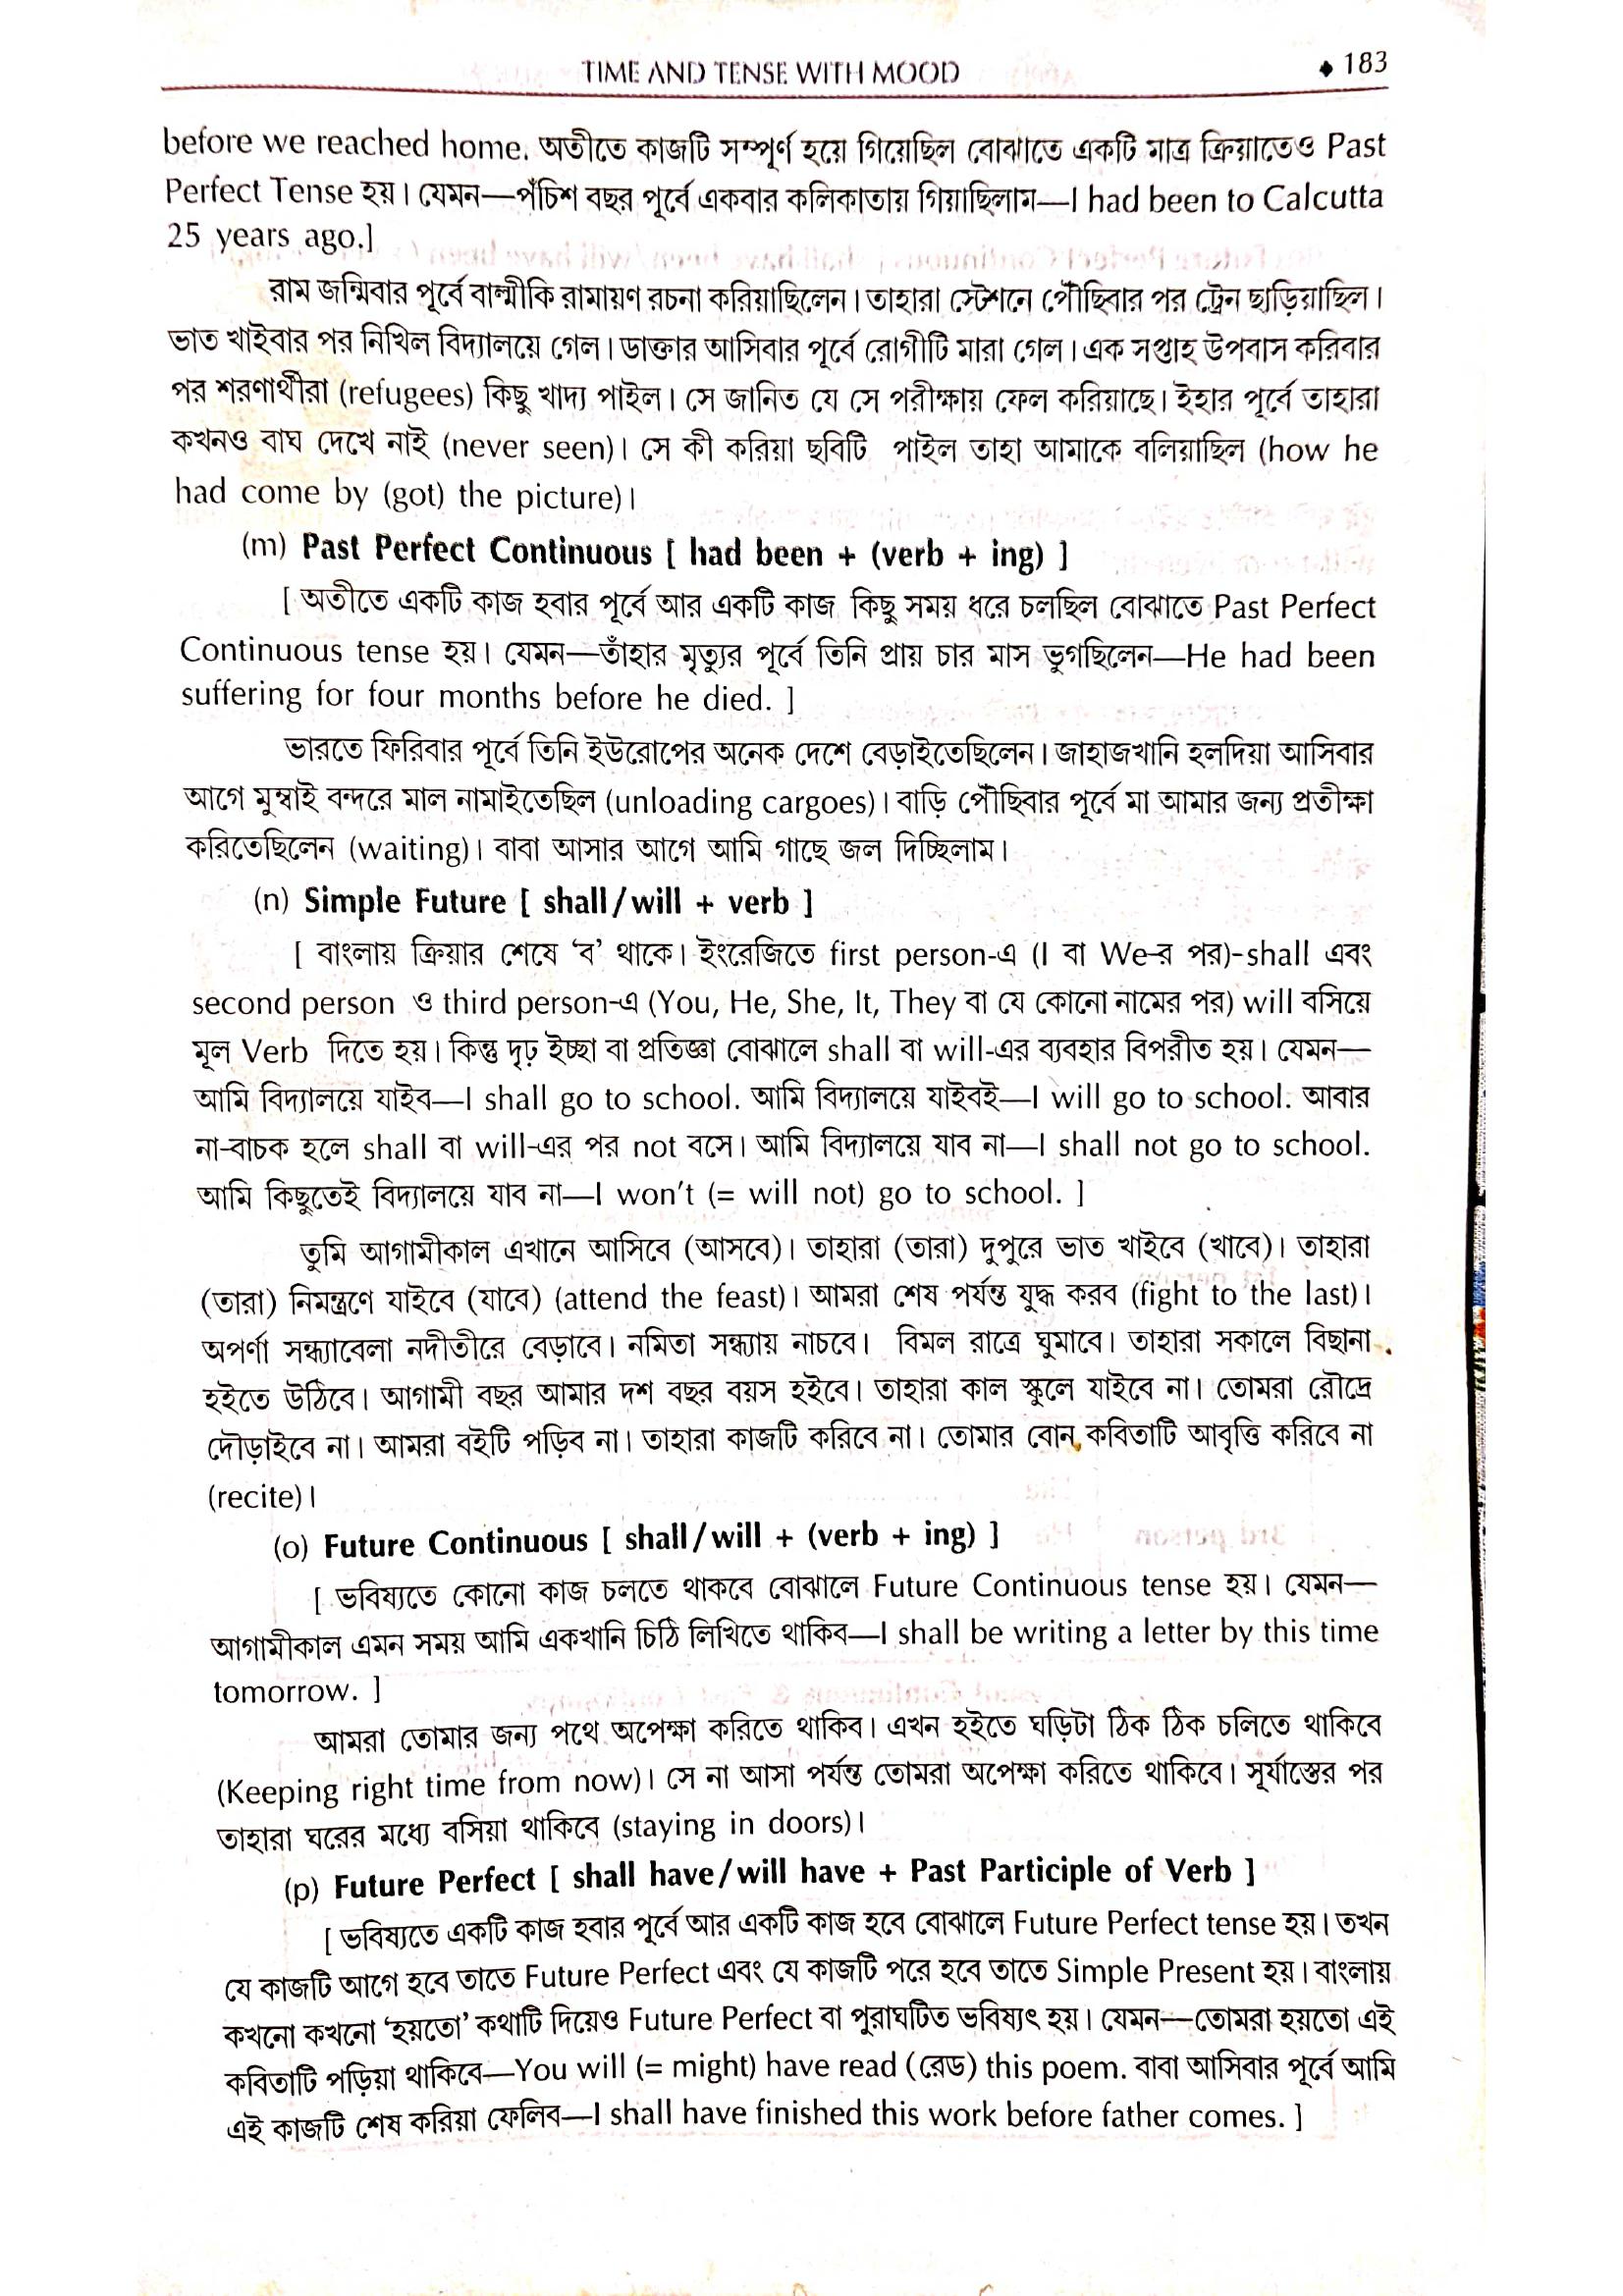 TIME AND TENSE WITH MOOD
◆ 183
before we reached home. অতীতে কাজটি সম্পূর্ণ হয়ে গিয়েছিল বোঝাতে একটি মাত্র ক্রিয়াতেও Past
Perfect Tense হয়। যেমন—পঁচিশ বছর পূর্বে একবার কলিকাতায় গিয়াছিলাম—I had been to Calcutta
25 years ago.]
রাম জন্মিবার পূর্বে বাল্মীকি রামায়ণ রচনা করিয়াছিলেন। তাহারা স্টেশনে পৌঁছিবার পর ট্রেন ছাড়িয়াছিল।
ভাত খাইবার পর নিখিল বিদ্যালয়ে গেল। ডাক্তার আসিবার পূর্বে রোগীটি মারা গেল। এক সপ্তাহ উপবাস করিবার
পর শরণার্থীরা (refugees) কিছু খাদ্য পাইল। সে জানিত যে সে পরীক্ষায় ফেল করিয়াছে। ইহার পূর্বে তাহারা
কখনও বাঘ দেখে নাই (never seen)। সে কী করিয়া ছবিটি পাইল তাহা আমাকে বলিয়াছিল (how he
had come by (got) the picture)।
(m) Past Perfect Continuous [ had been + (verb + ing) ]
[ অতীতে একটি কাজ হবার পূর্বে আর একটি কাজ কিছু সময় ধরে চলছিল বোঝাতে Past Perfect
Continuous tense হয়। যেমন—তাঁহার মৃত্যুর পূর্বে তিনি প্রায় চার মাস ভুগছিলেন—He had been
suffering for four months before he died. ]
ভারতে ফিরিবার পূর্বে তিনি ইউরোপের অনেক দেশে বেড়াইতেছিলেন। জাহাজখানি হলদিয়া আসিবার
আগে মুম্বাই বন্দরে মাল নামাইতেছিল (unloading cargoes)। বাড়ি পৌঁছিবার পূর্বে মা আমার জন্য প্রতীক্ষা
করিতেছিলেন (waiting)। বাবা আসার আগে আমি গাছে জল দিচ্ছিলাম।
(n) Simple Future [ shall/will + verb ]
[ বাংলায় ক্রিয়ার শেষে ‘ব’ থাকে। ইংরেজিতে first person-এ (I বা We-র পর)-shall এবং
second person ও third person-এ (You, He, She, It, They বা যে কোনো নামের পর) will বসিয়ে
মূল Verb দিতে হয়। কিন্তু দৃঢ় ইচ্ছা বা প্রতিজ্ঞা বোঝালে shall বা will-এর ব্যবহার বিপরীত হয়। যেমন—
আমি বিদ্যালয়ে যাইব—I shall go to school. আমি বিদ্যালয়ে যাইবই—I will go to school. আবার
না-বাচক হলে shall বা will-এর পর not বসে। আমি বিদ্যালয়ে যাব না—I shall not go to school.
আমি কিছুতেই বিদ্যালয়ে যাব না—I won't (= will not) go to school. ]
তুমি আগামীকাল এখানে আসিবে (আসবে)। তাহারা (তারা) দুপুরে ভাত খাইবে (খাবে)। তাহারা
(তারা) নিমন্ত্রণে যাইবে (যাবে) (attend the feast)। আমরা শেষ পর্যন্ত যুদ্ধ করব (fight to the last)।
অপর্ণা সন্ধ্যাবেলা নদীতীরে বেড়াবে। নমিতা সন্ধ্যায় নাচবে। বিমল রাত্রে ঘুমাবে। তাহারা সকালে বিছানা
হইতে উঠিবে। আগামী বছর আমার দশ বছর বয়স হইবে। তাহারা কাল স্কুলে যাইবে না। তোমরা রৌদ্রে
দৌড়াইবে না। আমরা বইটি পড়িব না। তাহারা কাজটি করিবে না। তোমার বোন কবিতাটি আবৃত্তি করিবে না
(recite)।
(o) Future Continuous [ shall/will + (verb + ing) ]
[ ভবিষ্যতে কোনো কাজ চলতে থাকবে বোঝালে Future Continuous tense হয়। যেমন—
আগামীকাল এমন সময় আমি একখানি চিঠি লিখিতে থাকিব—I shall be writing a letter by this time
tomorrow. ]
আমরা তোমার জন্য পথে অপেক্ষা করিতে থাকিব। এখন হইতে ঘড়িটা ঠিক ঠিক চলিতে থাকিবে
(Keeping right time from now)। সে না আসা পর্যন্ত তোমরা অপেক্ষা করিতে থাকিবে। সূর্যাস্তের পর
তাহারা ঘরের মধ্যে বসিয়া থাকিবে (staying in doors)।
(p) Future Perfect [ shall have/will have + Past Participle of Verb ]
[ ভবিষ্যতে একটি কাজ হবার পূর্বে আর একটি কাজ হবে বোঝালে Future Perfect tense হয়। তখন
যে কাজটি আগে হবে তাতে Future Perfect এবং যে কাজটি পরে হবে তাতে Simple Present হয়। বাংলায়
কখনো কখনো ‘হয়তো’ কথাটি দিয়েও Future Perfect বা পুরাঘটিত ভবিষ্যৎ হয়। যেমন—তোমরা হয়তো এই
কবিতাটি পড়িয়া থাকিবে—You will (= might) have read (রেড) this poem. বাবা আসিবার পূর্বে আমি
এই কাজটি শেষ করিয়া ফেলিব—I shall have finished this work before father comes. ]